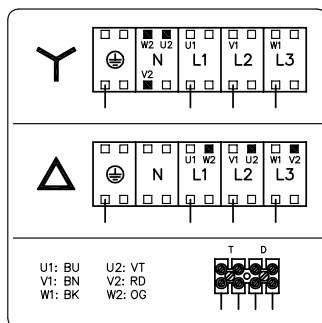 W2 U2 U1 V1 W1
N L1 L2 L3
V2
U1 W2 V1 U2 W1 V2
N L1 L2 L3
T D
U1: BU U2: VT
V1: BN V2: RD
W1: BK W2: OG